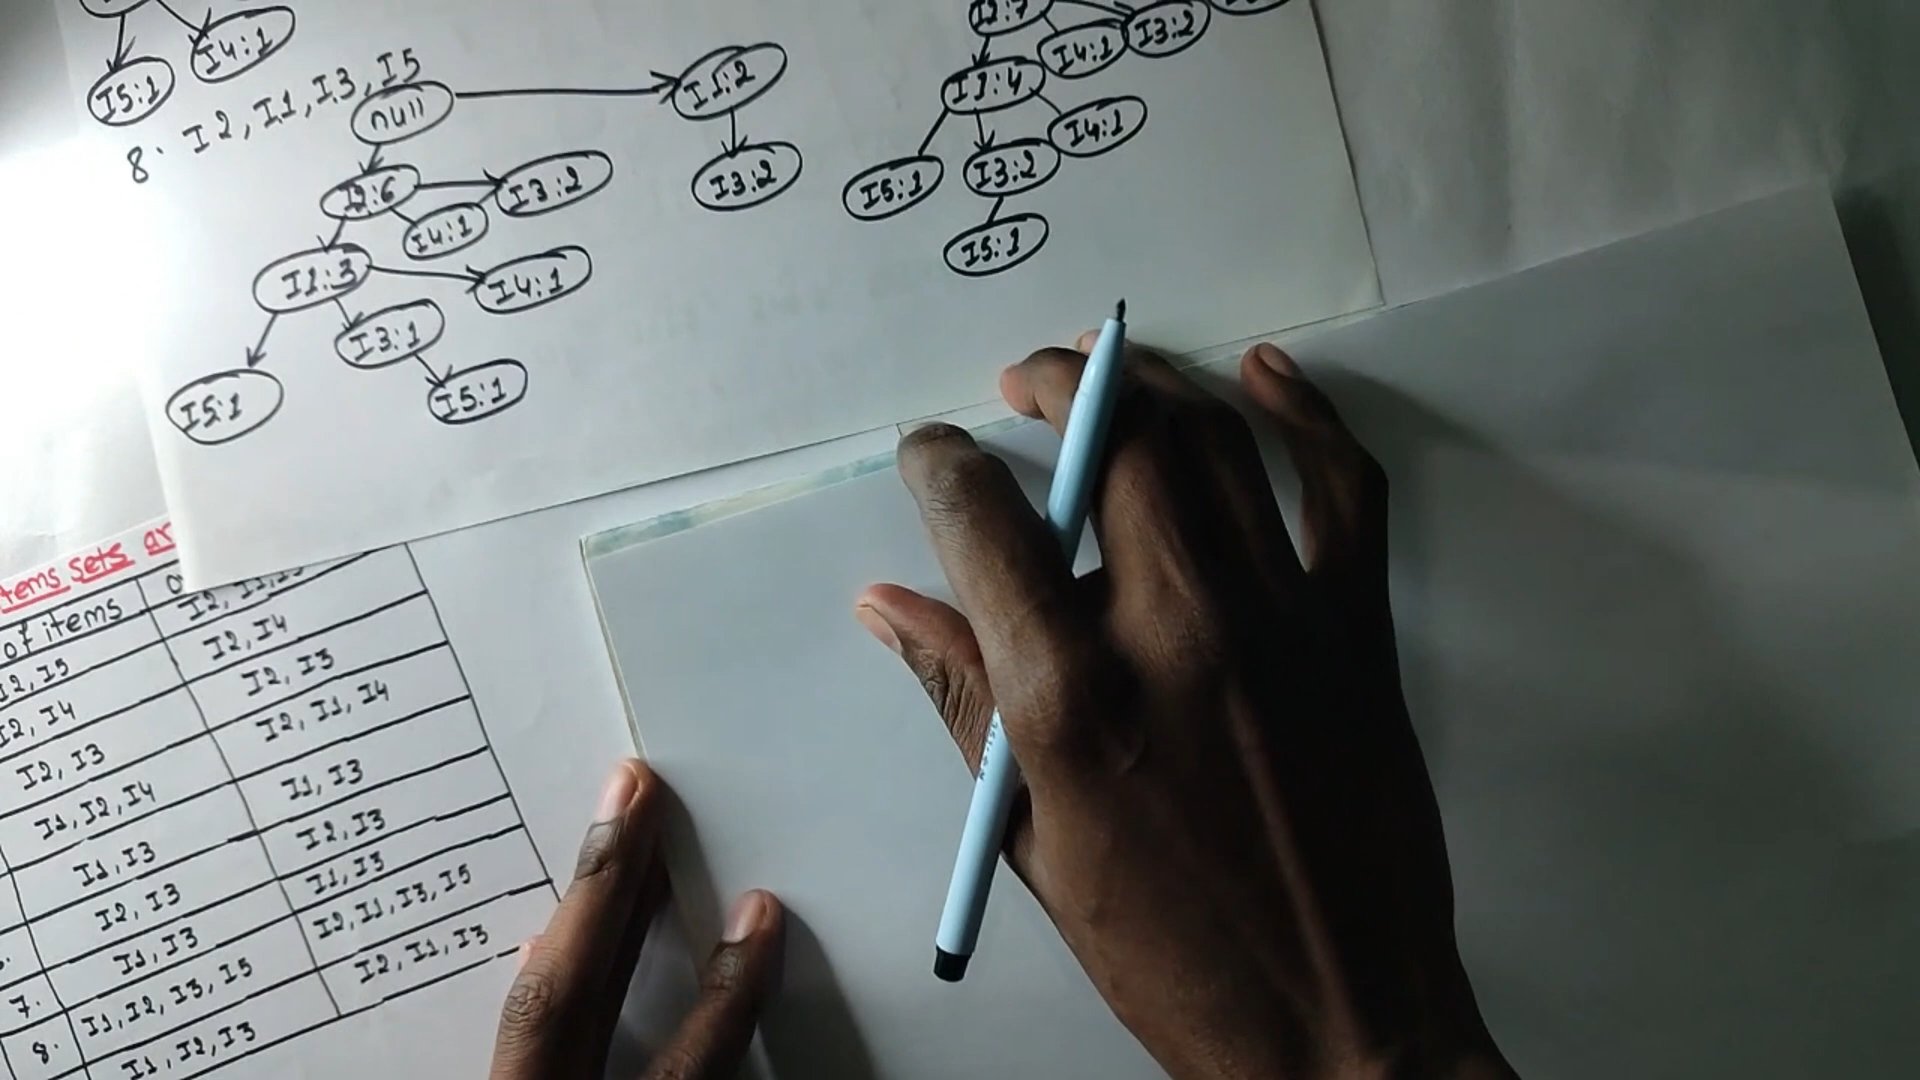 I4:1
I5:1
8. I2, I1, I3, I5
null
I1:2
I3:2
I2:6
I4:1
I3:2
I1:3
I4:1
I3:1
I5:1
I5:1
I2:7
I4:1
I3:2
I1:4
I4:1
I5:1
I3:2
I5:1
tems sets ar
of items
I2, I5
I2, I4
I2, I4
I2, I3
I2, I3
I2, I1, I4
I1, I2, I4
I1, I3
I1, I3
I2, I3
I2, I3
I1, I3
I1, I3
I2, I1, I3, I5
7.
I1, I2, I3, I5
I2, I1, I3
8.
I1, I2, I3